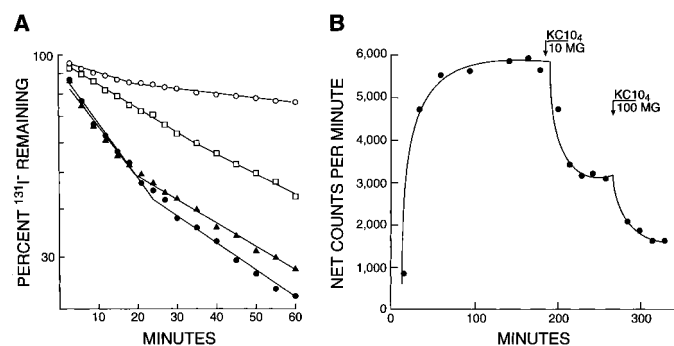 A
PERCENT 131I- REMAINING
100
30
10 20 30 40 50 60
MINUTES
B
NET COUNTS PER MINUTE
6,000
5,000
4,000
3,000
2,000
1,000
0
0 100 200 300
MINUTES
KC104
10 MG
KC104
100 MG